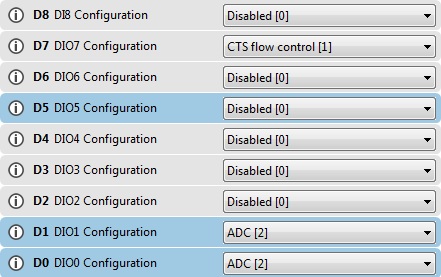 D8 DI8 Configuration Disabled [0]
D7 DIO7 Configuration CTS flow control [1]
D6 DIO6 Configuration Disabled [0]
D5 DIO5 Configuration Disabled [0]
D4 DIO4 Configuration Disabled [0]
D3 DIO3 Configuration Disabled [0]
D2 DIO2 Configuration Disabled [0]
D1 DIO1 Configuration ADC [2]
D0 DIO0 Configuration ADC [2]